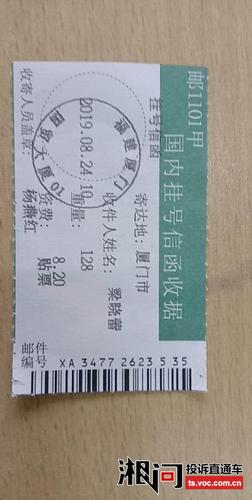 邮1101甲
国内挂号信函收据
挂号信函
寄达地: 厦门市
收件人姓名: 梁晓蕾
重量: 128
资费: 8.20 贴票
收寄人员盖章: 杨燕红
福建厦门
2019.08.24 10
大厦 01
邮件
编号
XA 3477 2623 5 35
湘问 投诉直通车
ts.voc.com.cn